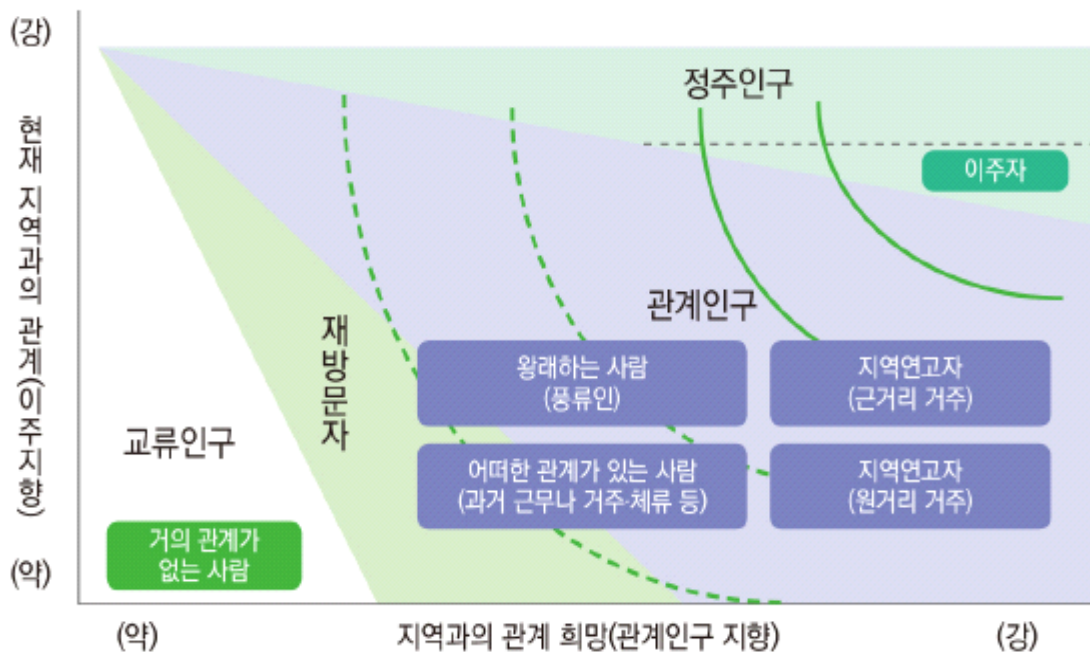 (강)
현재 지역과의 관계(이주지향)
(약)
정주인구
이주자
관계인구
재방문자
왕래하는 사람
(풍류인)
지역연고자
(근거리 거주)
교류인구
어떠한 관계가 있는 사람
(과거 근무나 거주·체류 등)
지역연고자
(원거리 거주)
거의 관계가
없는 사람
(약)
지역과의 관계 희망(관계인구 지향)
(강)